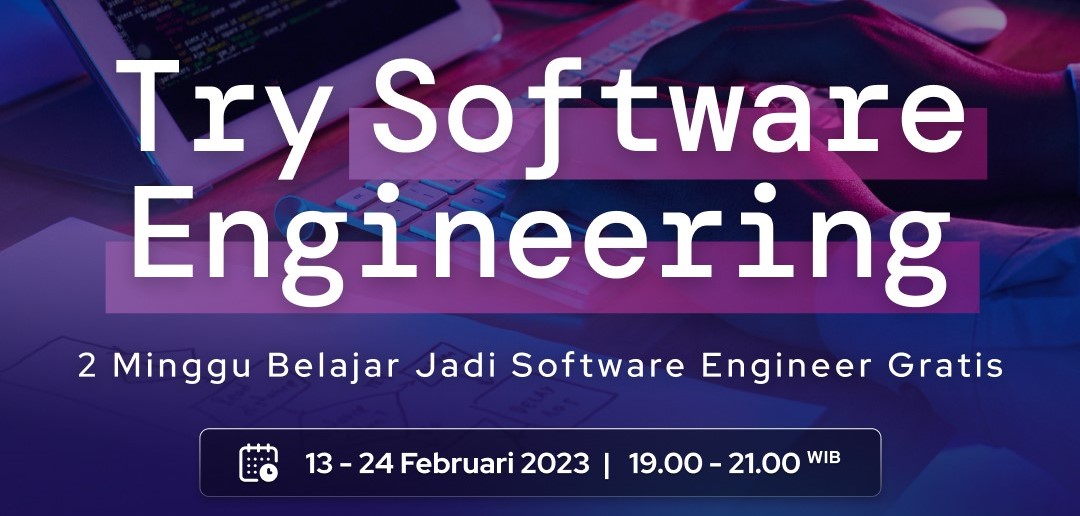 Try Software
Engineering
2 Minggu Belajar Jadi Software Engineer Gratis
13 - 24 Februari 2023 | 19.00 - 21.00 WIB